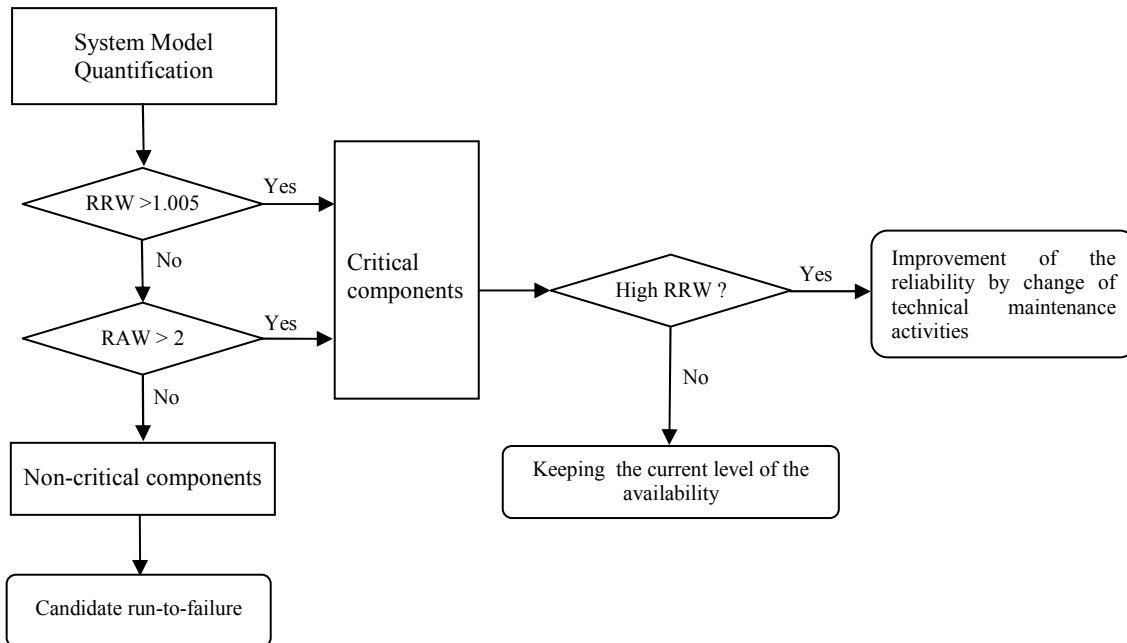 System Model
Quantification
RRW >1.005
Yes
No
RAW > 2
Yes
No
Non-critical components
Candidate run-to-failure
Critical
components
High RRW ?
Yes
No
Improvement of the
reliability by change of
technical maintenance
activities
Keeping the current level of the
availability